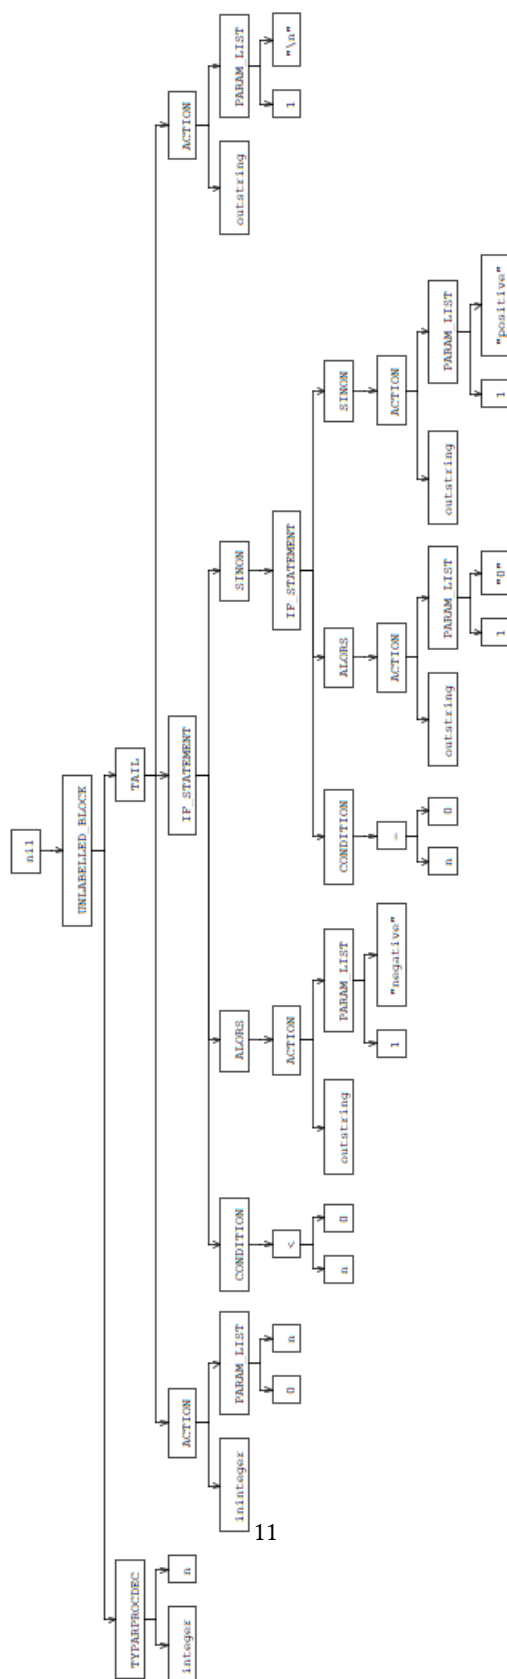 nil
UNLABELLED_BLOCK
TYPARPROCDEC
TAIL
integer
n
ACTION
IF_STATEMENT
ACTION
ininteger
PARAM_LIST
CONDITION
ALORS
SINON
outstring
PARAM_LIST
0
n
<
ACTION
IF_STATEMENT
1
"\n"
n
0
outstring
PARAM_LIST
CONDITION
ALORS
SINON
1
"negative"
=
ACTION
ACTION
n
0
outstring
PARAM_LIST
outstring
PARAM_LIST
1
"0"
1
"positive"
11